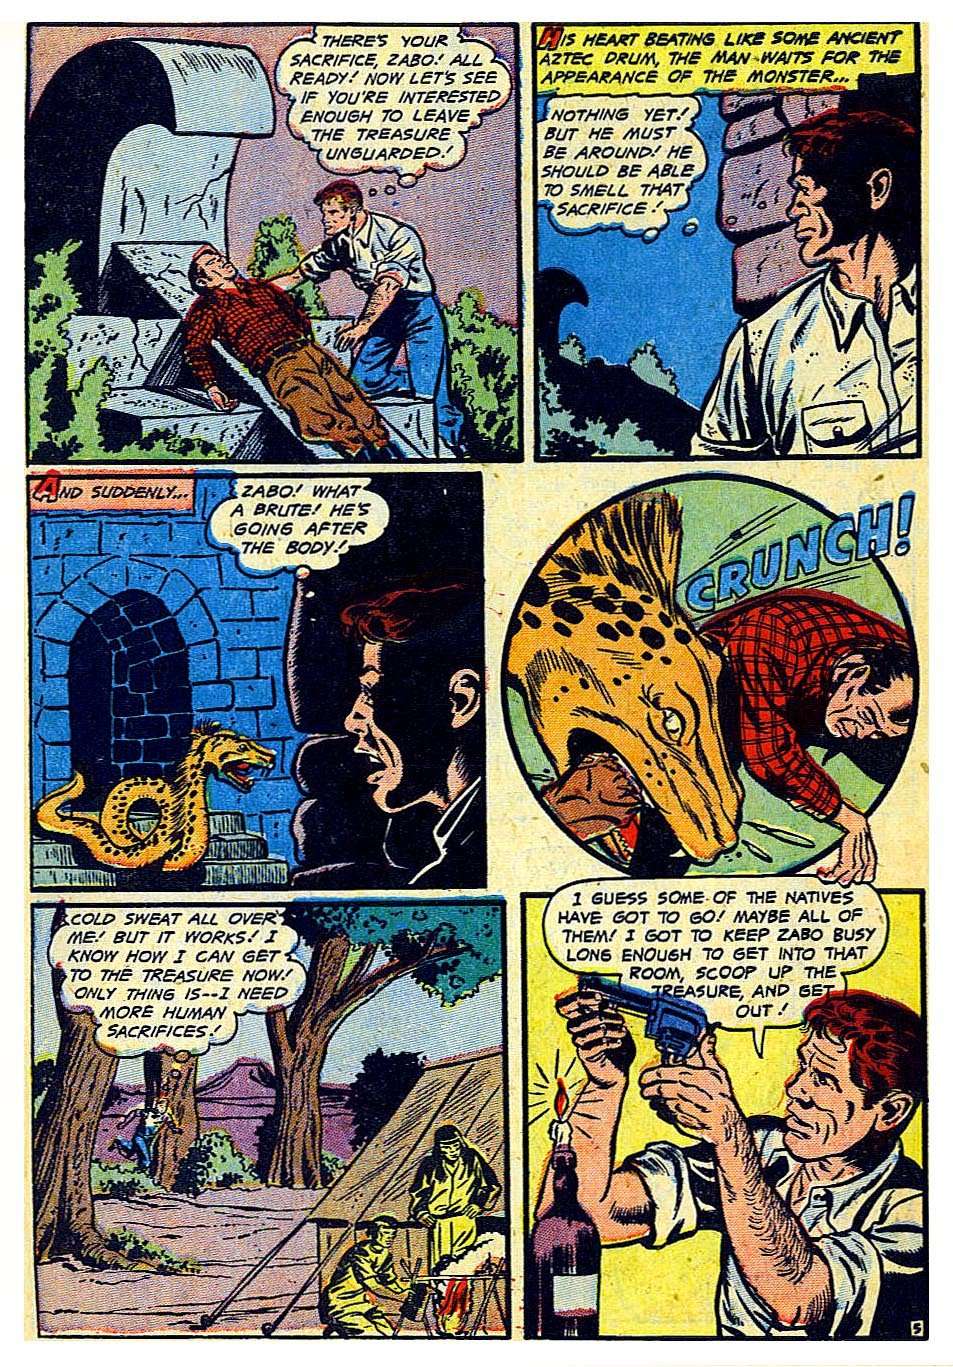 THERE'S YOUR
SACRIFICE, ZABO! ALL
READY! NOW LET'S SEE
IF YOU'RE INTERESTED
ENOUGH TO LEAVE
THE TREASURE
UNGUARDED!
HIS HEART BEATING LIKE SOME ANCIENT
AZTEC DRUM, THE MAN WAITS FOR THE
APPEARANCE OF THE MONSTER...
NOTHING YET!
BUT HE MUST
BE AROUND! HE
SHOULD BE ABLE
TO SMELL THAT
SACRIFICE!
AND SUDDENLY...
ZABO! WHAT
A BRUTE! HE'S
GOING AFTER
THE BODY!
CRUNCH!
COLD SWEAT ALL OVER
ME! BUT IT WORKS! I
KNOW HOW I CAN GET
TO THE TREASURE NOW!
ONLY THING IS--I NEED
MORE HUMAN
SACRIFICES!
I GUESS SOME OF THE NATIVES
HAVE GOT TO GO! MAYBE ALL OF
THEM! I GOT TO KEEP ZABO BUSY
LONG ENOUGH TO GET INTO THAT
ROOM, SCOOP UP THE
TREASURE, AND GET
OUT!
5